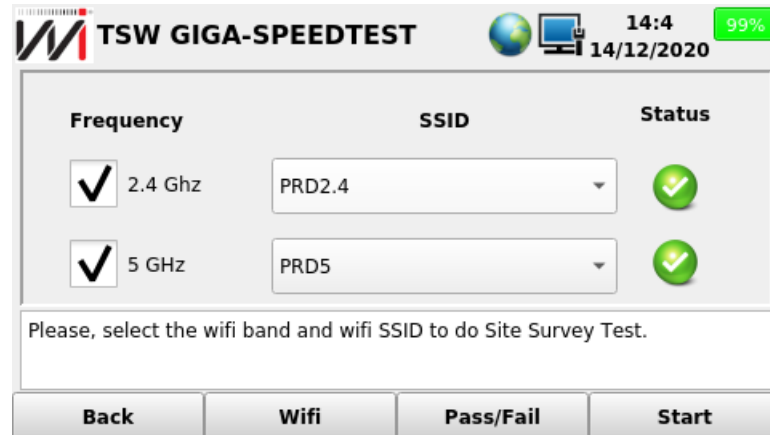 TSW GIGA-SPEEDTEST
14:4
14/12/2020
99%
Frequency SSID Status
2.4 Ghz PRD2.4
5 GHz PRD5
Please, select the wifi band and wifi SSID to do Site Survey Test.
Back Wifi Pass/Fail Start